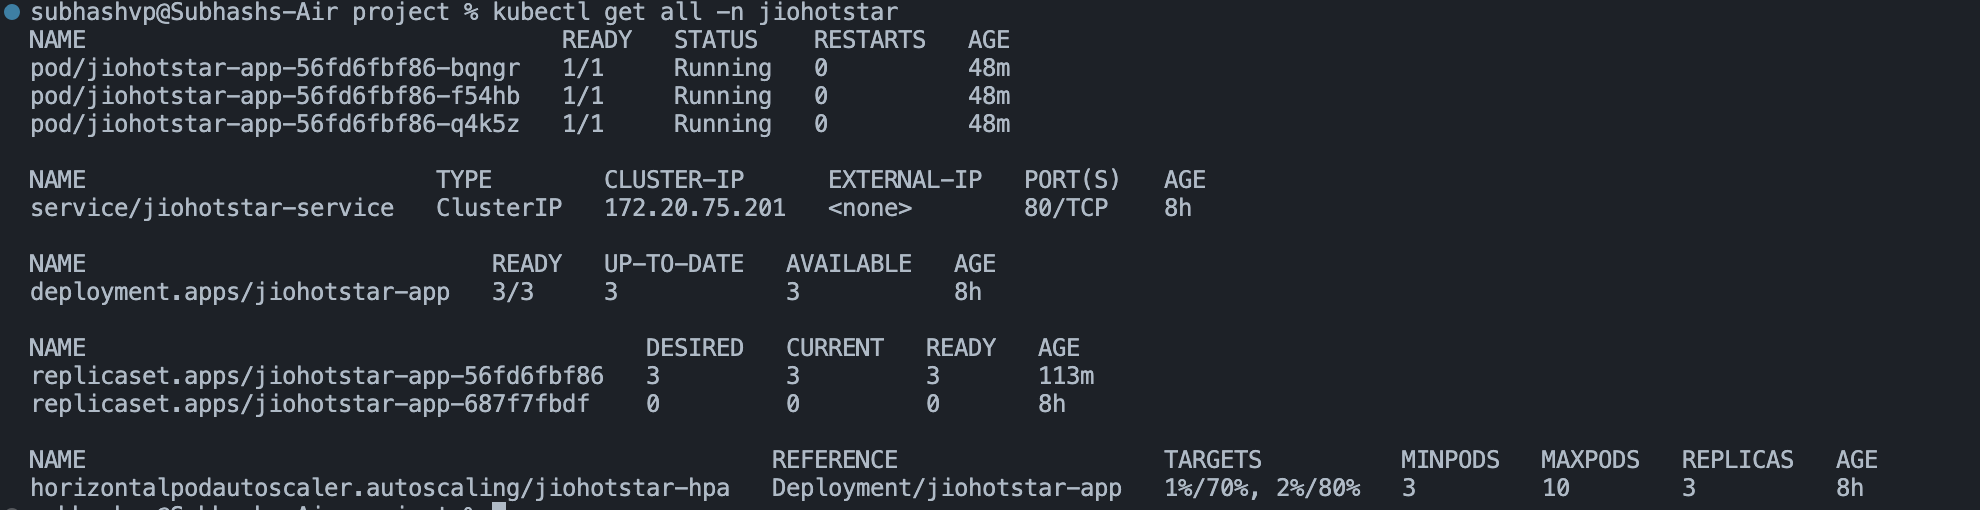 subhashvp@Subhashs-Air project % kubectl get all -n jiohotstar
NAME READY STATUS RESTARTS AGE
pod/jiohotstar-app-56fd6fbf86-bqngr 1/1 Running 0 48m
pod/jiohotstar-app-56fd6fbf86-f54hb 1/1 Running 0 48m
pod/jiohotstar-app-56fd6fbf86-q4k5z 1/1 Running 0 48m
NAME TYPE CLUSTER-IP EXTERNAL-IP PORT(S) AGE
service/jiohotstar-service ClusterIP 172.20.75.201 <none> 80/TCP 8h
NAME READY UP-TO-DATE AVAILABLE AGE
deployment.apps/jiohotstar-app 3/3 3 3 8h
NAME DESIRED CURRENT READY AGE
replicaset.apps/jiohotstar-app-56fd6fbf86 3 3 3 113m
replicaset.apps/jiohotstar-app-687f7fbdf 0 0 0 8h
NAME REFERENCE TARGETS MINPODS MAXPODS REPLICAS AGE
horizontalpodautoscaler.autoscaling/jiohotstar-hpa Deployment/jiohotstar-app 1%/70%, 2%/80% 3 10 3 8h
subhashvp@Subhashs-Air project %